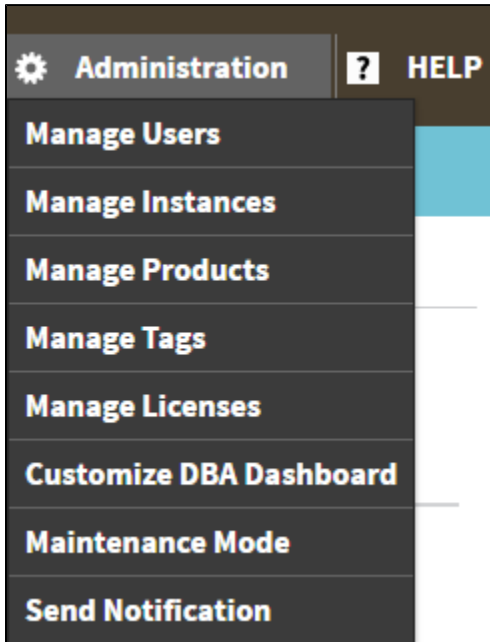 Administration ? HELP
Manage Users
Manage Instances
Manage Products
Manage Tags
Manage Licenses
Customize DBA Dashboard
Maintenance Mode
Send Notification